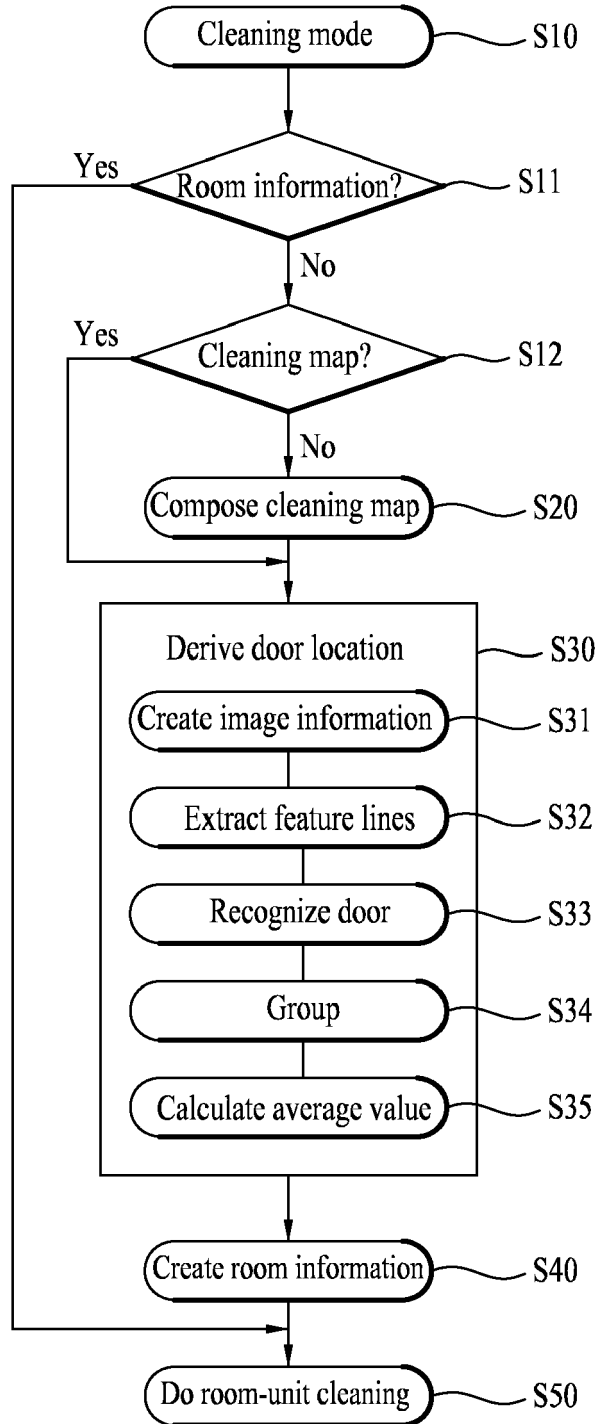 Cleaning mode
S10
Yes
Room information?
S11
No
Yes
Cleaning map?
S12
No
Compose cleaning map
S20
Derive door location
S30
Create image information
S31
Extract feature lines
S32
Recognize door
S33
Group
S34
Calculate average value
S35
Create room information
S40
Do room-unit cleaning
S50